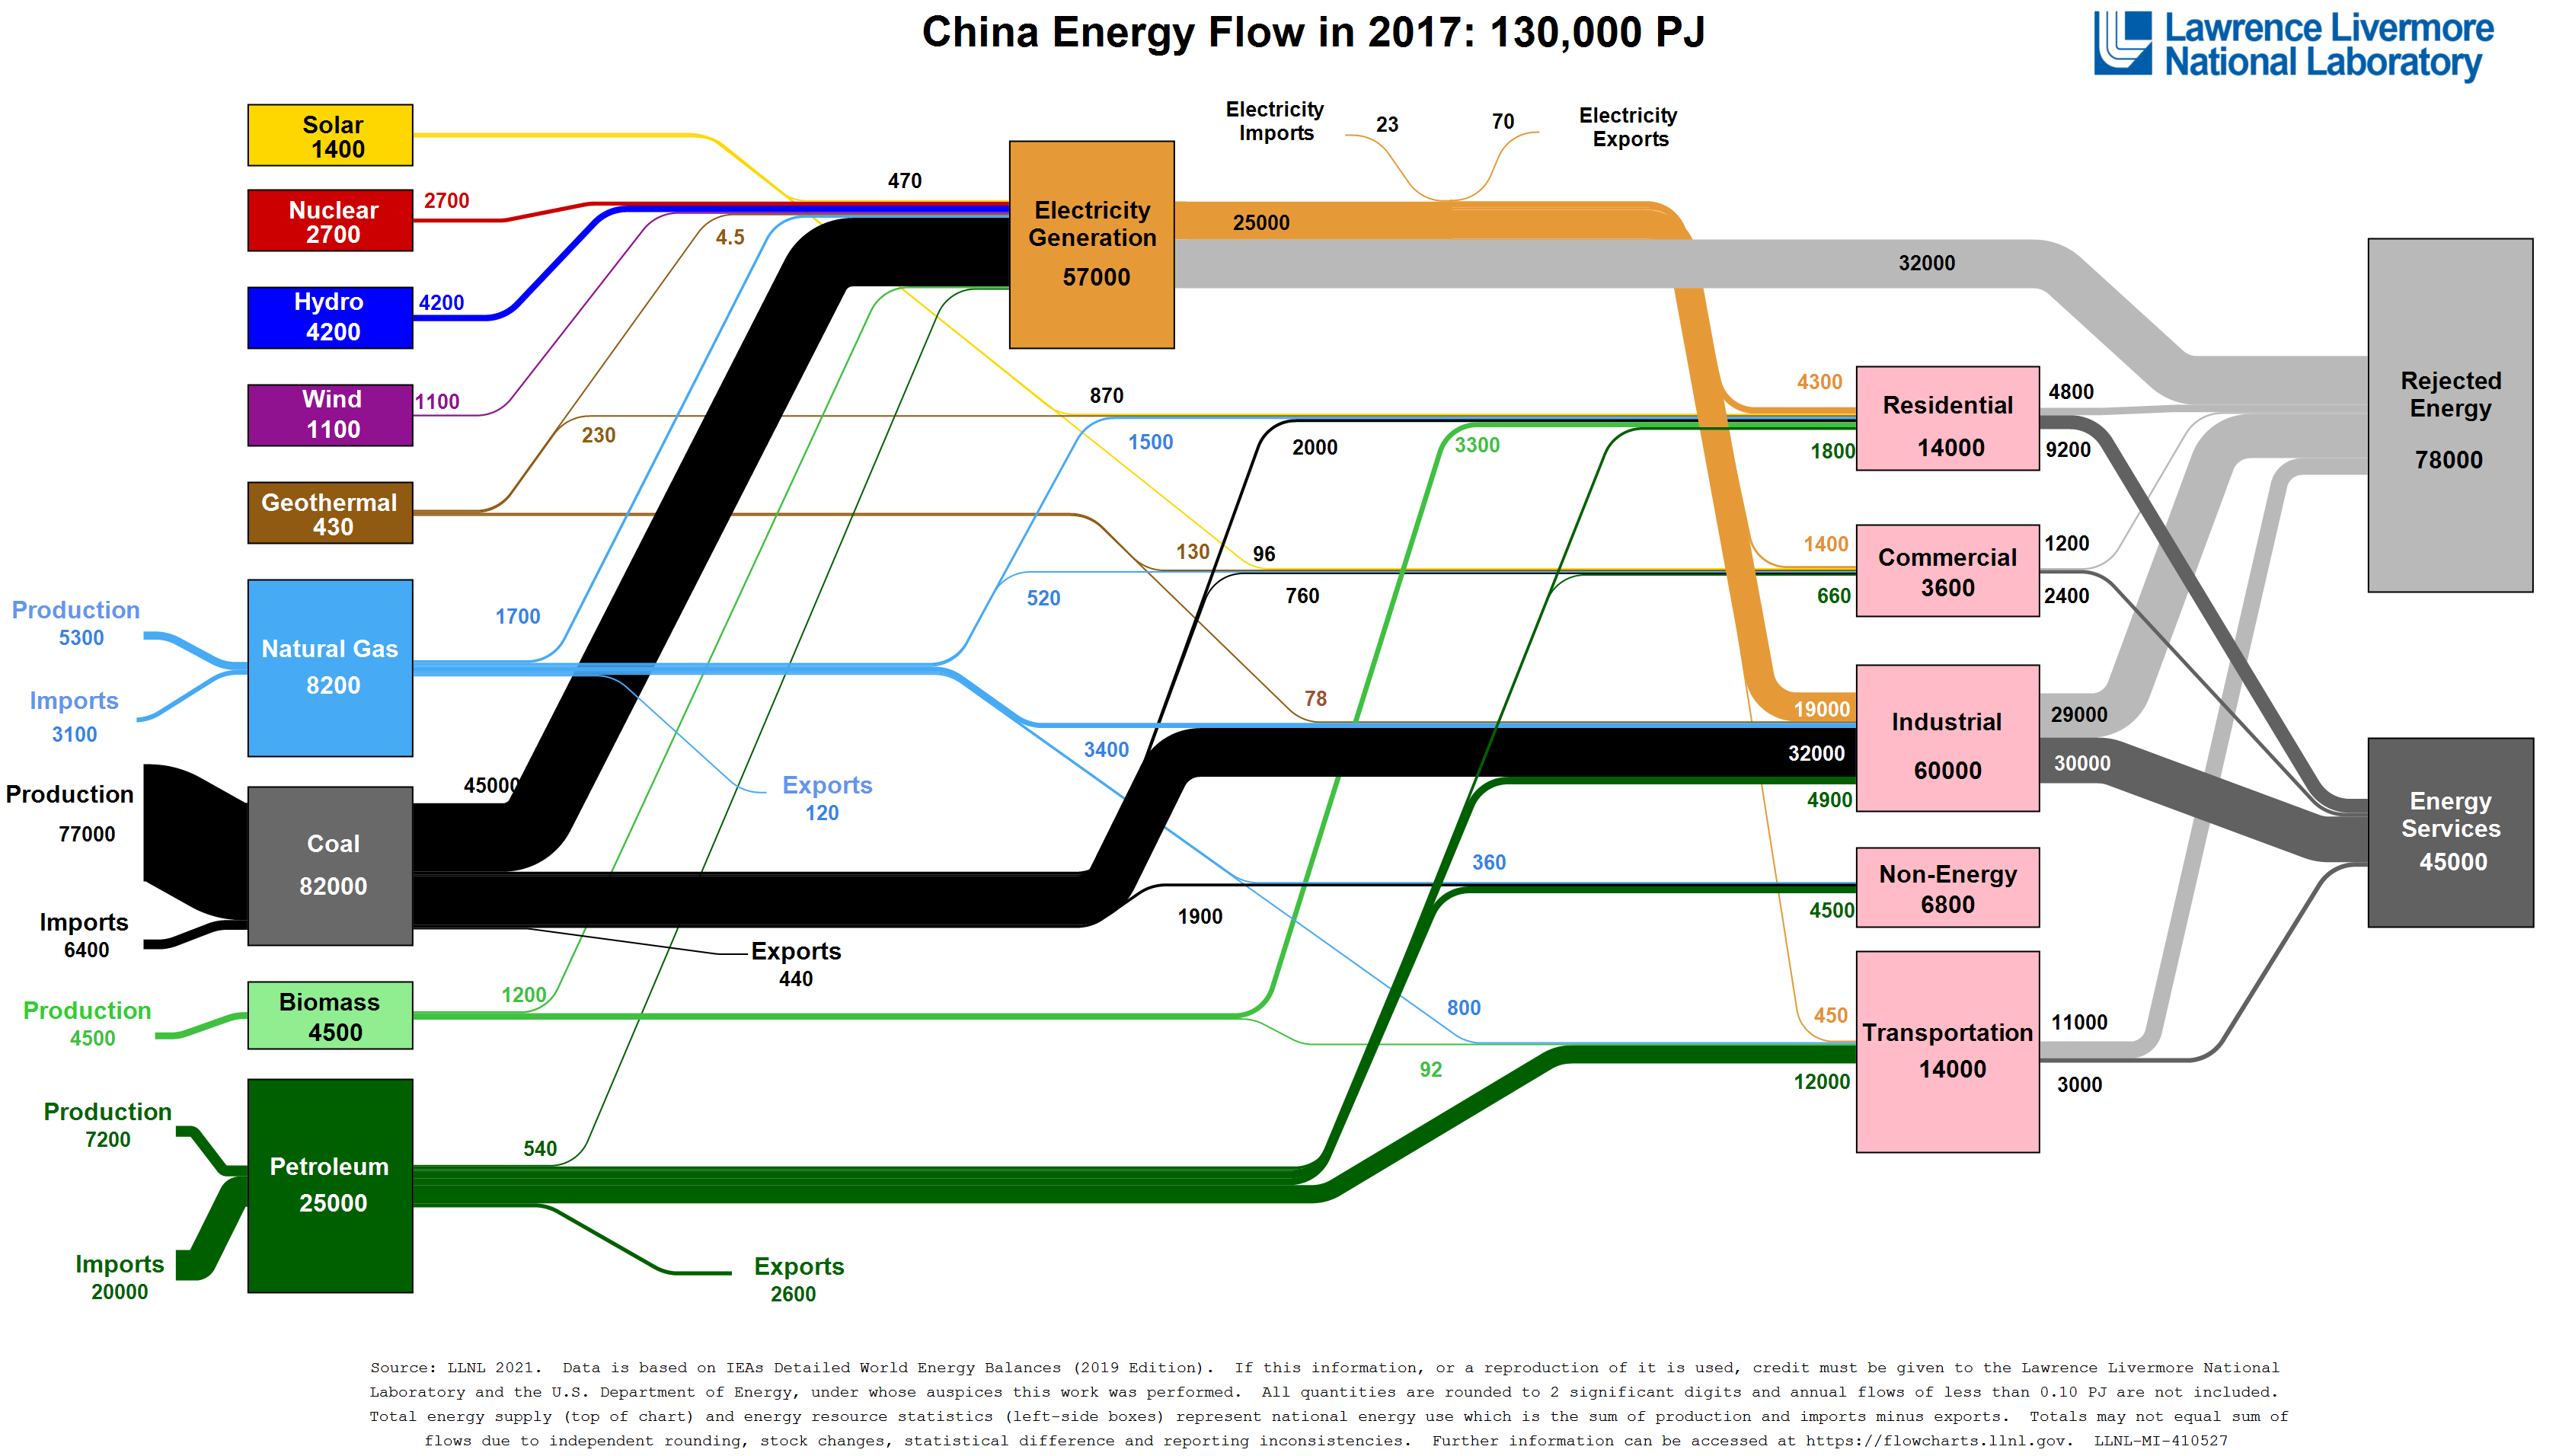 China Energy Flow in 2017: 130,000 PJ
Lawrence Livermore
National Laboratory
Solar
1400
Nuclear
2700
2700
Hydro
4200
4200
Wind
1100
1100
Geothermal
430
230
4.5
470
Electricity
Generation
57000
Electricity
Imports
23
70
Electricity
Exports
25000
32000
Production
5300
Imports
3100
Natural Gas
8200
1700
Exports
120
870
1500
2000
3300
130
96
520
760
78
3400
Production
77000
Imports
6400
Coal
82000
45000
Exports
440
1900
360
800
92
Production
4500
Biomass
4500
1200
Production
7200
Imports
20000
Petroleum
25000
540
Exports
2600
4300
1800
Residential
14000
4800
9200
1400
660
Commercial
3600
1200
2400
19000
32000
4900
Industrial
60000
29000
30000
4500
Non-Energy
6800
450
12000
Transportation
14000
11000
3000
Rejected
Energy
78000
Energy
Services
45000
Source: LLNL 2021. Data is based on IEAs Detailed World Energy Balances (2019 Edition). If this information, or a reproduction of it is used, credit must be given to the Lawrence Livermore National
Laboratory and the U.S. Department of Energy, under whose auspices this work was performed. All quantities are rounded to 2 significant digits and annual flows of less than 0.10 PJ are not included.
Total energy supply (top of chart) and energy resource statistics (left-side boxes) represent national energy use which is the sum of production and imports minus exports. Totals may not equal sum of
flows due to independent rounding, stock changes, statistical difference and reporting inconsistencies. Further information can be accessed at https://flowcharts.llnl.gov. LLNL-MI-410527